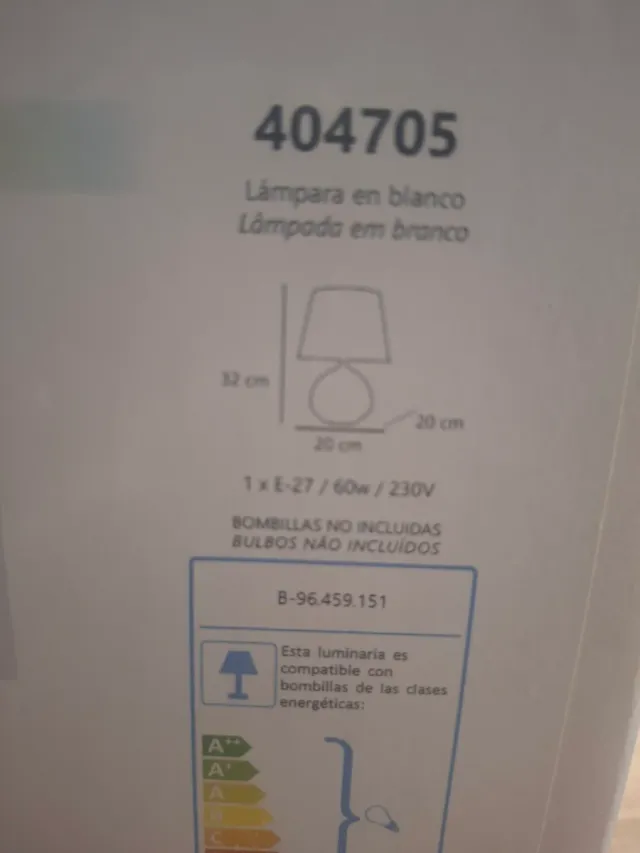 404705
Lámpara en blanco
Lâmpada em branco
32 cm
20 cm
20 cm
1 x E-27 / 60w / 230V
BOMBILLAS NO INCLUIDAS
BULBOS NÃO INCLUÍDOS
B-96.459.151
Esta luminaria es
compatible con
bombillas de las clases
energéticas:
A++
A+
A
B
C